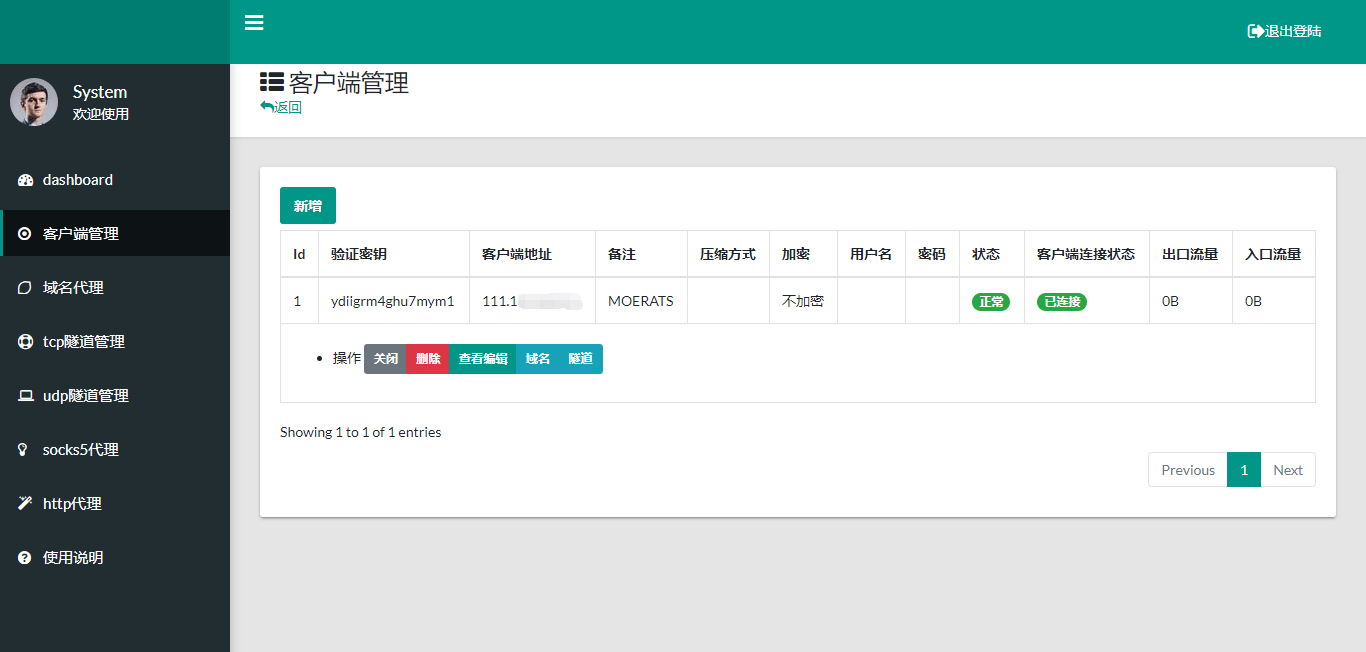 退出登陆
System
欢迎使用
dashboard
客户端管理
域名代理
tcp隧道管理
udp隧道管理
socks5代理
http代理
使用说明
客户端管理
返回
新增
Id 验证密钥 客户端地址 备注 压缩方式 加密 用户名 密码 状态 客户端连接状态 出口流量 入口流量
1 ydiigrm4ghu7mym1 111.1 MOERATS 不加密 正常 已连接 0B 0B
操作 关闭 删除 查看编辑 域名 隧道
Showing 1 to 1 of 1 entries
Previous 1 Next